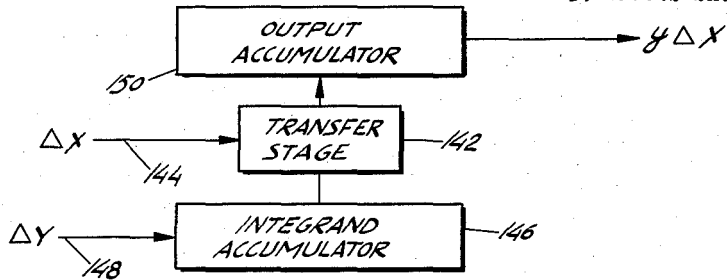 OUTPUT
ACCUMULATOR
y ΔX
150
ΔX
TRANSFER
STAGE
142
144
ΔY
INTEGRAND
ACCUMULATOR
146
148